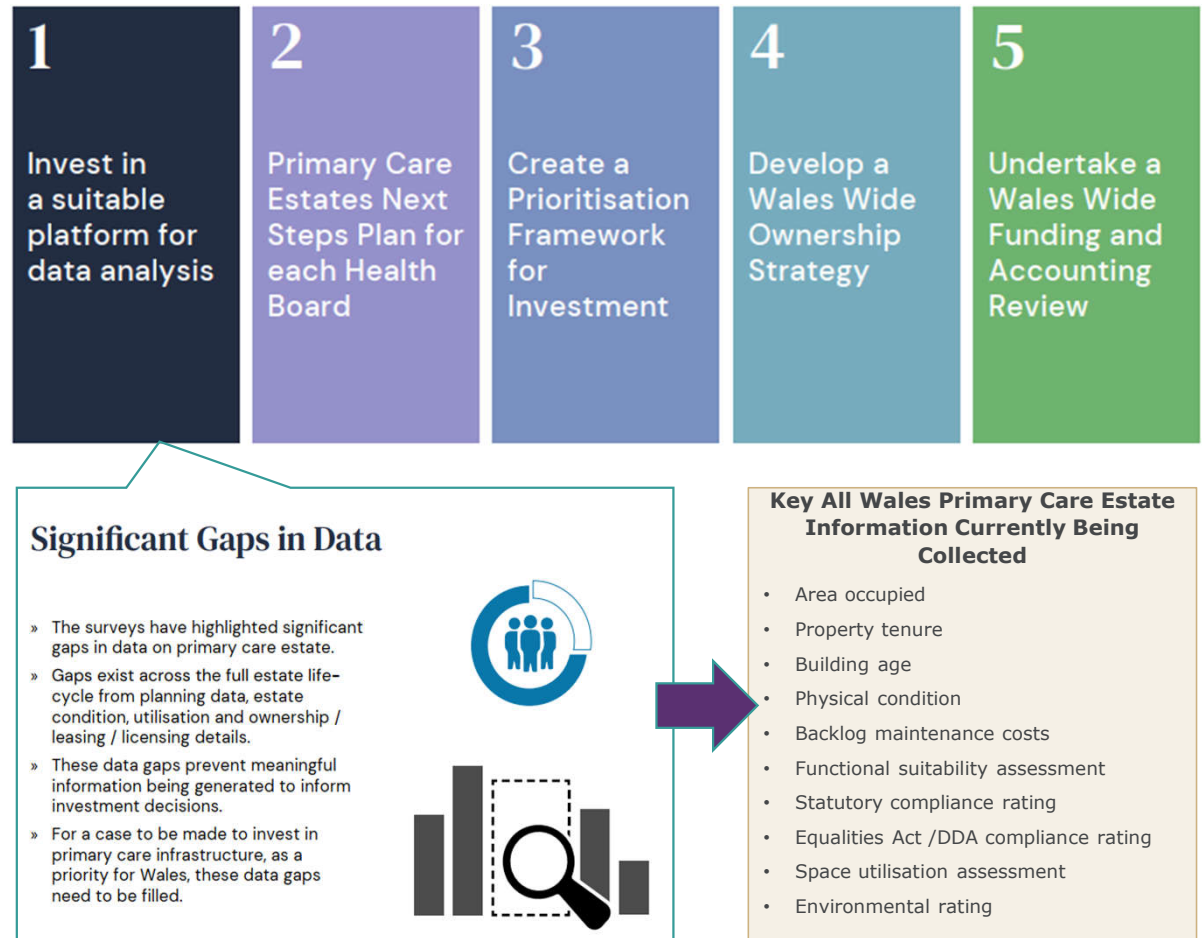 1
Invest in
a suitable
platform for
data analysis
2
Primary Care
Estates Next
Steps Plan for
each Health
Board
3
Create a
Prioritisation
Framework
for
Investment
4
Develop a
Wales Wide
Ownership
Strategy
5
Undertake a
Wales Wide
Funding and
Accounting
Review
Significant Gaps in Data
» The surveys have highlighted significant
gaps in data on primary care estate.
» Gaps exist across the full estate life-
cycle from planning data, estate
condition, utilisation and ownership /
leasing / licensing details.
» These data gaps prevent meaningful
information being generated to inform
investment decisions.
» For a case to be made to invest in
primary care infrastructure, as a
priority for Wales, these data gaps
need to be filled.
Key All Wales Primary Care Estate
Information Currently Being
Collected
• Area occupied
• Property tenure
• Building age
• Physical condition
• Backlog maintenance costs
• Functional suitability assessment
• Statutory compliance rating
• Equalities Act /DDA compliance rating
• Space utilisation assessment
• Environmental rating